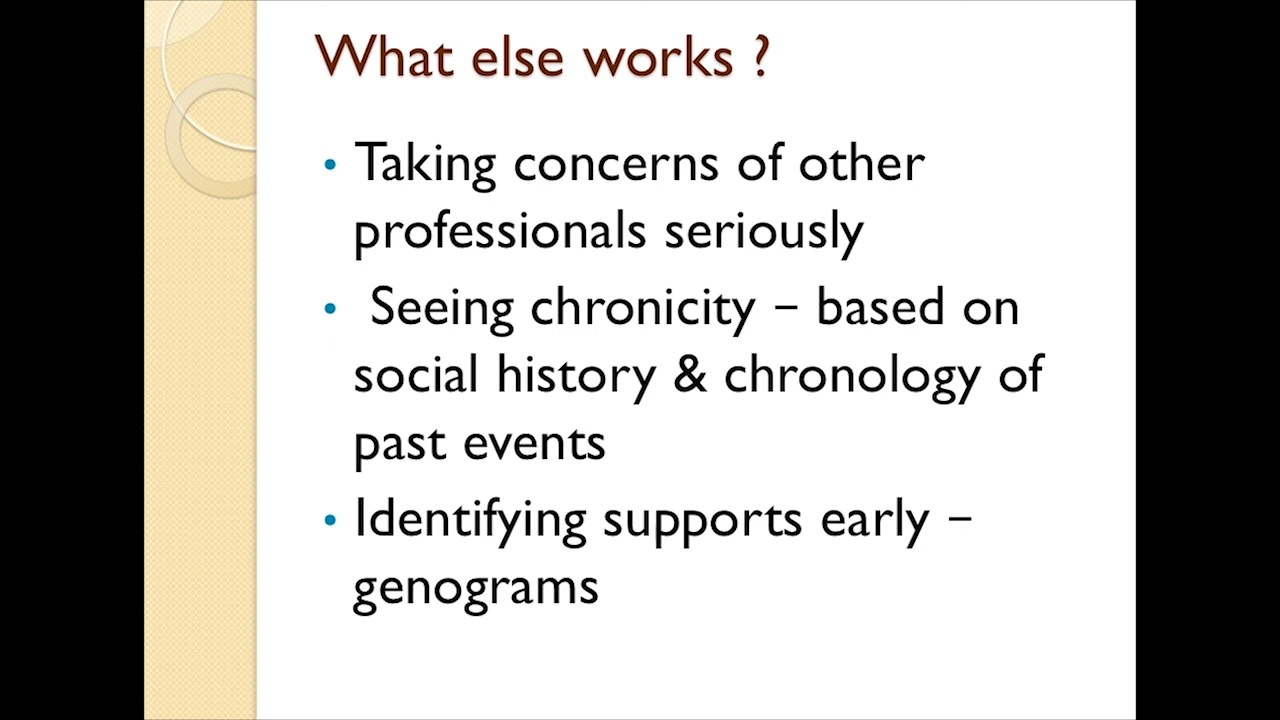 What else works ?
• Taking concerns of other
professionals seriously
• Seeing chronicity – based on
social history & chronology of
past events
• Identifying supports early –
genograms